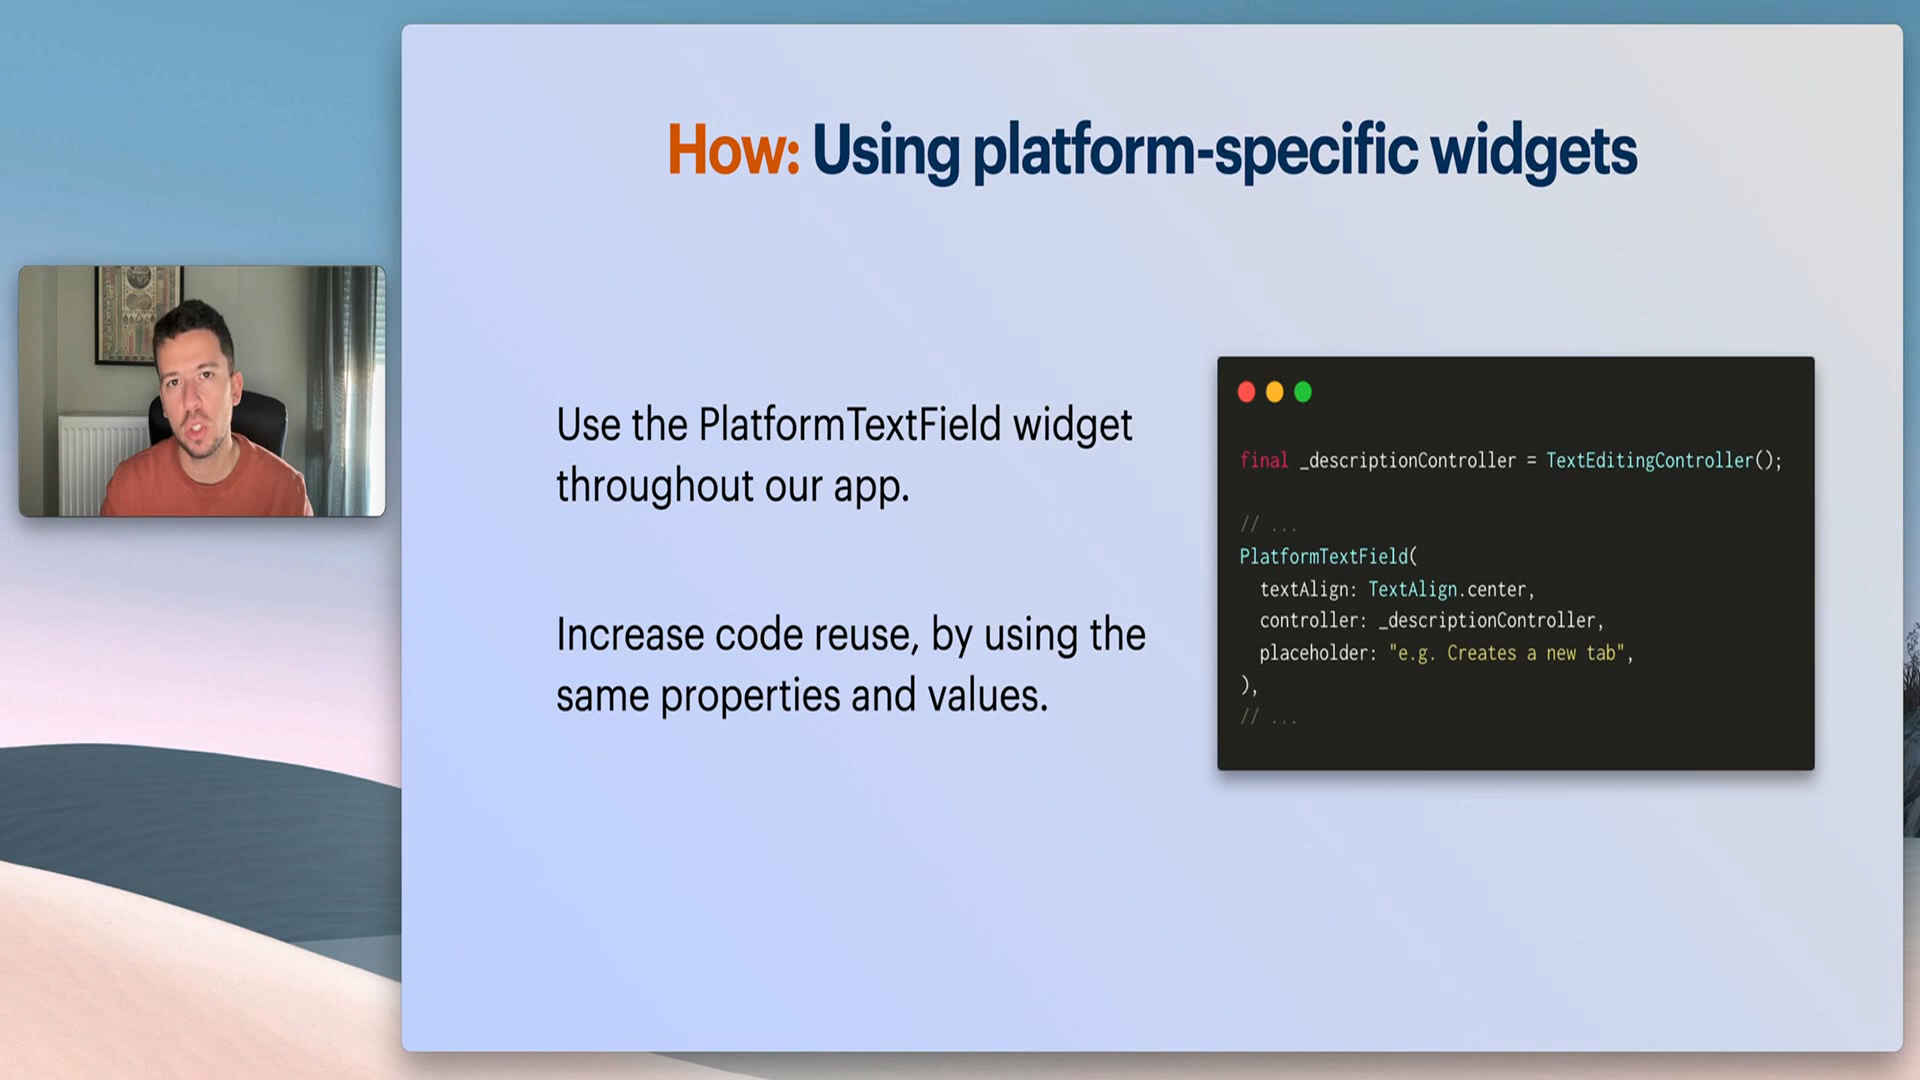 How: Using platform-specific widgets
Use the PlatformTextField widget
throughout our app.
Increase code reuse, by using the
same properties and values.
final _descriptionController = TextEditingController();
// ...
PlatformTextField(
  textAlign: TextAlign.center,
  controller: _descriptionController,
  placeholder: "e.g. Creates a new tab",
),
// ...